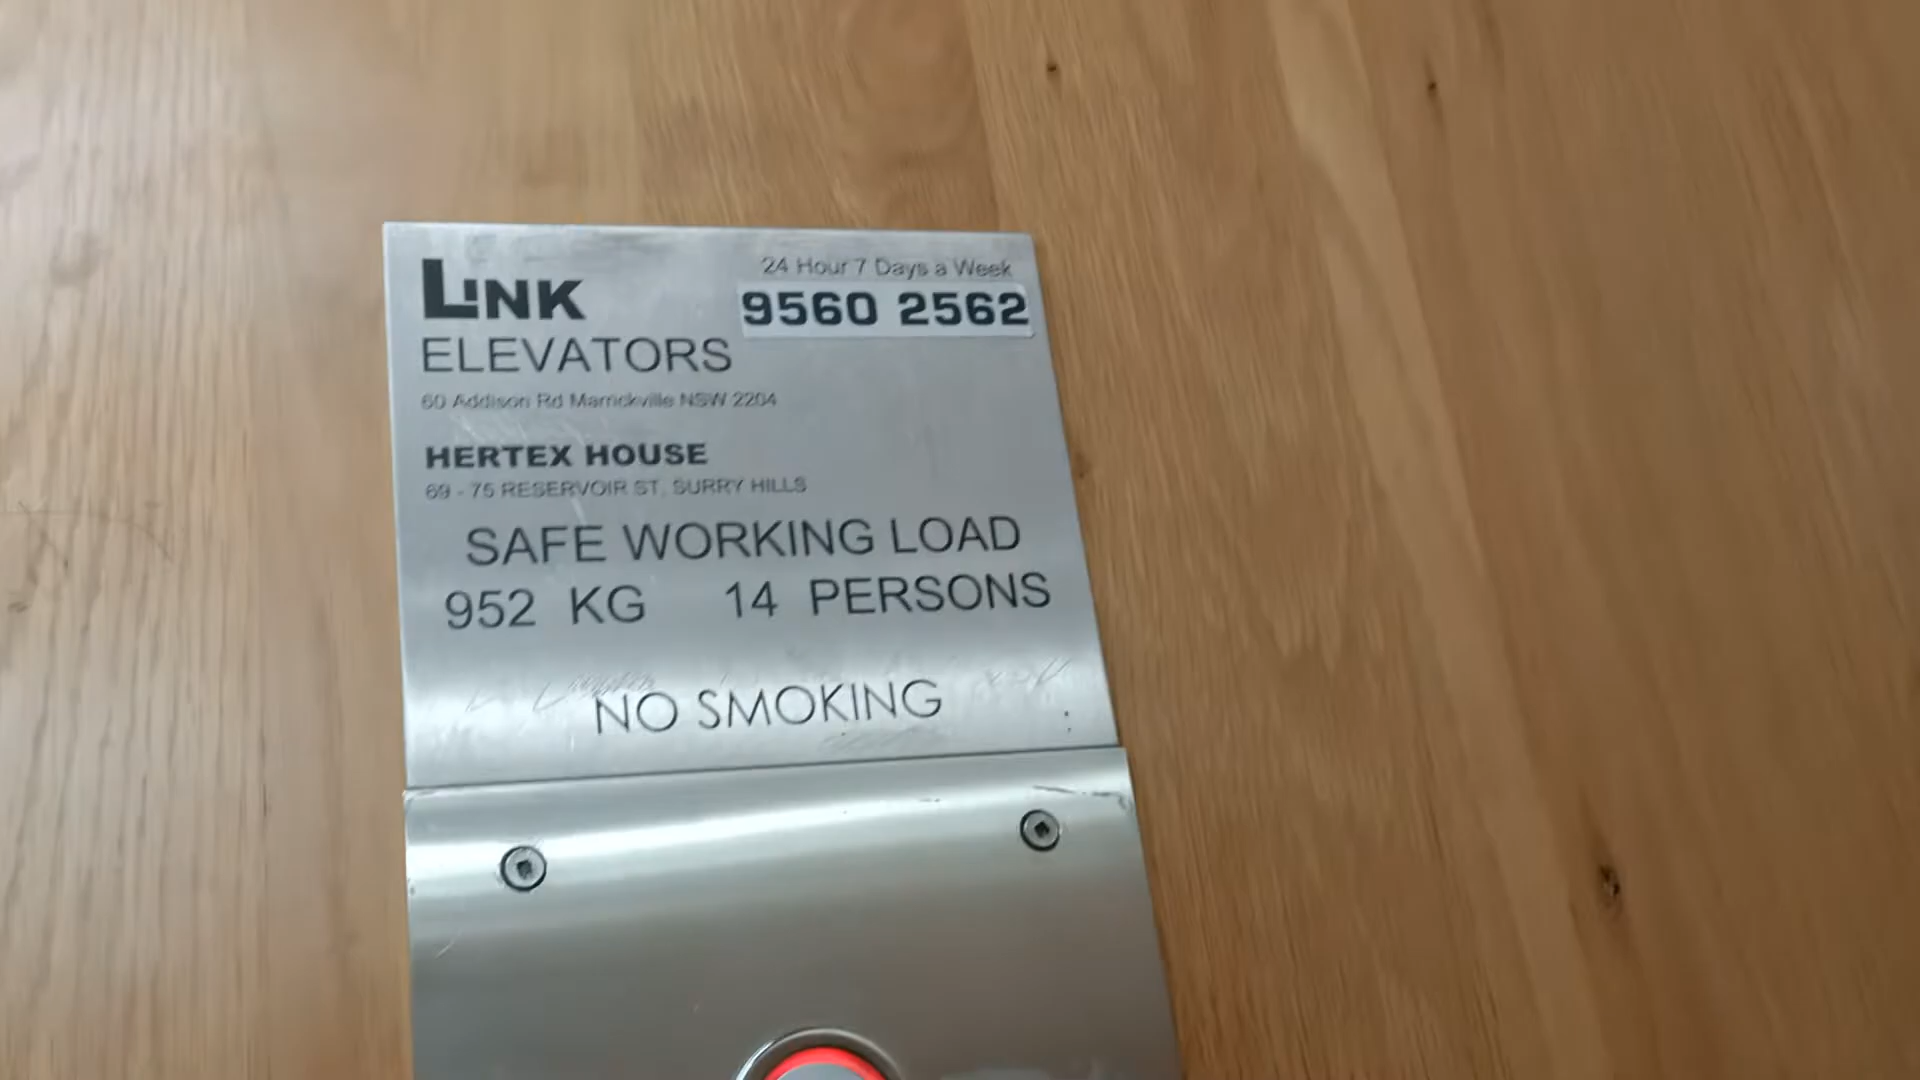 LINK
ELEVATORS
24 Hour 7 Days a Week
9560 2562
60 Addison Rd Marrickville NSW 2204
HERTEX HOUSE
69 - 75 RESERVOIR ST, SURRY HILLS
SAFE WORKING LOAD
952 KG 14 PERSONS
NO SMOKING